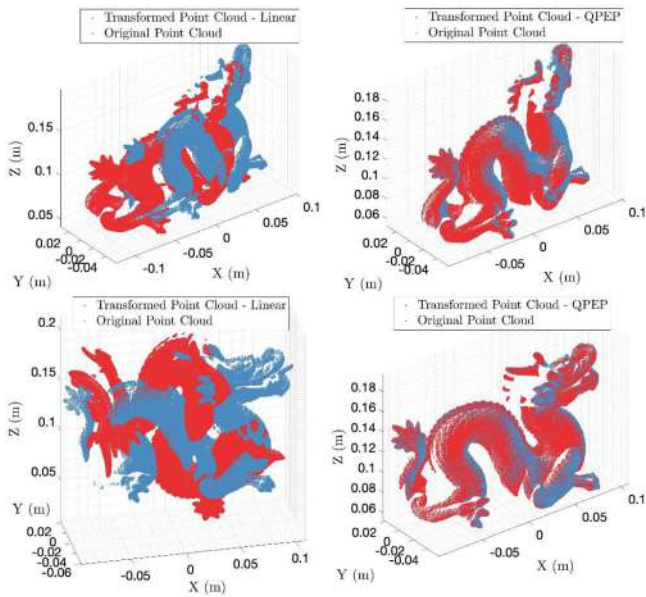 Transformed Point Cloud - Linear
Original Point Cloud
Z (m)
0.15
0.1
0.05
0.02
0
-0.02
-0.04
Y (m)
-0.1
-0.05
0
0.05
0.1
X (m)
Transformed Point Cloud - QPEP
Original Point Cloud
Z (m)
0.18
0.16
0.14
0.12
0.1
0.08
0.06
0.02
0
-0.02
-0.04
Y (m)
-0.05
0
0.05
0.1
X (m)
Transformed Point Cloud - Linear
Original Point Cloud
Z (m)
0.2
0.15
0.1
0.05
Y (m)
0.02
0
-0.02
-0.04
-0.06
-0.05
0
0.05
0.1
X (m)
Transformed Point Cloud - QPEP
Original Point Cloud
Z (m)
0.18
0.16
0.14
0.12
0.1
0.08
0.06
0.02
0
-0.02
-0.04
Y (m)
-0.05
0
0.05
0.1
X (m)